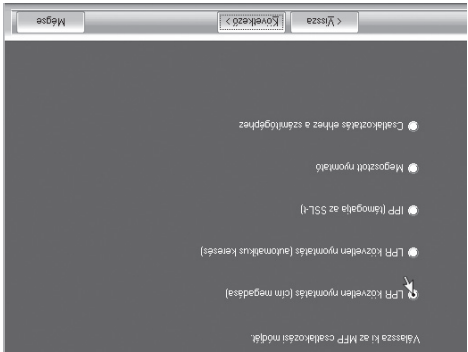 Válassza ki az MFP csatlakozási módját.
LPR közvetlen nyomtatás (cím megadása)
LPR közvetlen nyomtatás (automatikus keresés)
IPP (támogatja az SSL-t)
Megosztott nyomtató
Csatlakoztatás ehhez a számítógéphez
< Vissza
Következő >
Mégse